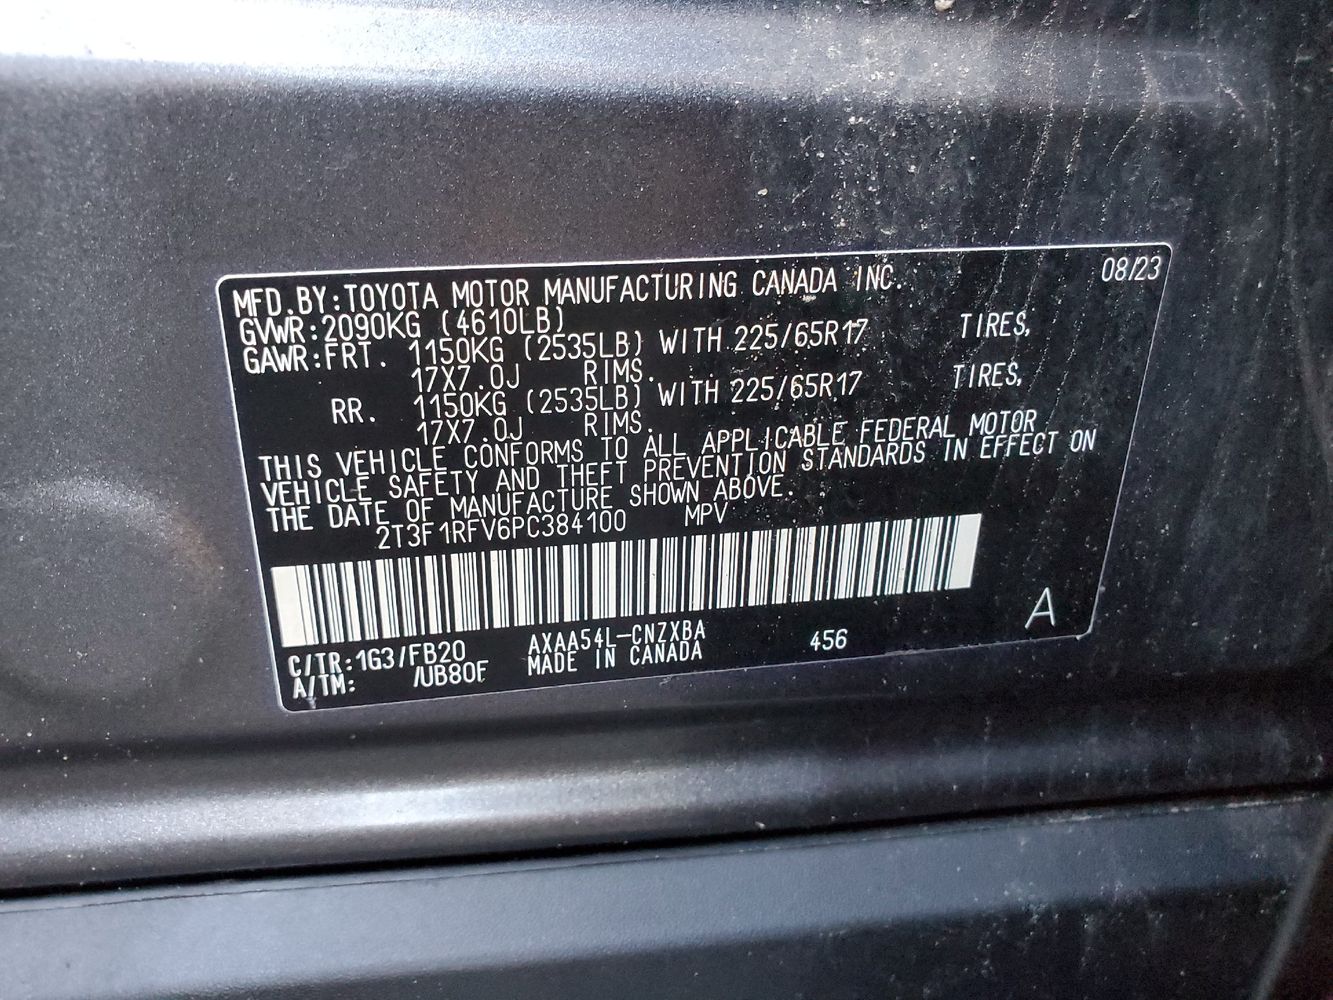 MFD.BY:TOYOTA MOTOR MANUFACTURING CANADA INC. 08/23
GVWR:2090KG (4610LB)
GAWR:FRT. 1150KG (2535LB) WITH 225/65R17 TIRES,
17X7.0J RIMS.
RR. 1150KG (2535LB) WITH 225/65R17 TIRES,
17X7.0J RIMS.
THIS VEHICLE CONFORMS TO ALL APPLICABLE FEDERAL MOTOR
VEHICLE SAFETY AND THEFT PREVENTION STANDARDS IN EFFECT ON
THE DATE OF MANUFACTURE SHOWN ABOVE.
2T3F1RFV6PC384100 MPV
C/TR:1G3/FB20 AXAA54L-CNZXBA 456 A
A/TM: /UB80F MADE IN CANADA